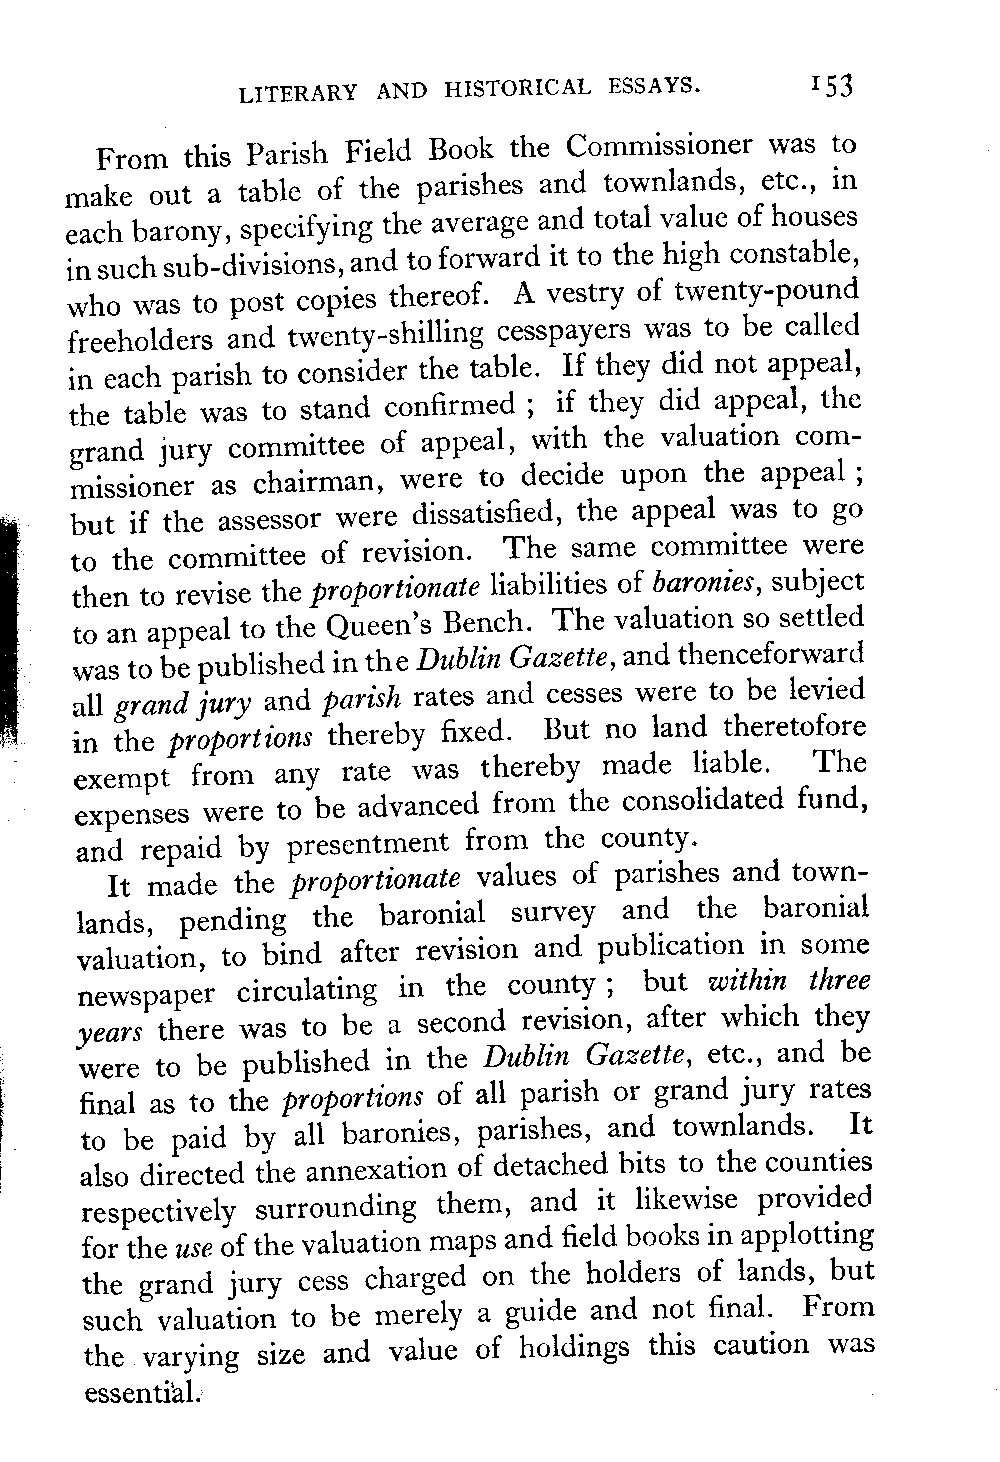 LITERARY AND HISTORICAL ESSAYS. 153
From this Parish Field Book the Commissioner was to
make out a table of the parishes and townlands, etc., in
each barony, specifying the average and total value of houses
in such sub-divisions, and to forward it to the high constable,
who was to post copies thereof. A vestry of twenty-pound
freeholders and twenty-shilling cesspayers was to be called
in each parish to consider the table. If they did not appeal,
the table was to stand confirmed ; if they did appeal, the
grand jury committee of appeal, with the valuation com-
missioner as chairman, were to decide upon the appeal ;
but if the assessor were dissatisfied, the appeal was to go
to the committee of revision. The same committee were
then to revise the proportionate liabilities of baronies, subject
to an appeal to the Queen's Bench. The valuation so settled
was to be published in the Dublin Gazette, and thenceforward
all grand jury and parish rates and cesses were to be levied
in the proportions thereby fixed. But no land theretofore
exempt from any rate was thereby made liable. The
expenses were to be advanced from the consolidated fund,
and repaid by presentment from the county.
It made the proportionate values of parishes and town-
lands, pending the baronial survey and the baronial
valuation, to bind after revision and publication in some
newspaper circulating in the county ; but within three
years there was to be a second revision, after which they
were to be published in the Dublin Gazette, etc., and be
final as to the proportions of all parish or grand jury rates
to be paid by all baronies, parishes, and townlands. It
also directed the annexation of detached bits to the counties
respectively surrounding them, and it likewise provided
for the use of the valuation maps and field books in applotting
the grand jury cess charged on the holders of lands, but
such valuation to be merely a guide and not final. From
the varying size and value of holdings this caution was
essential.